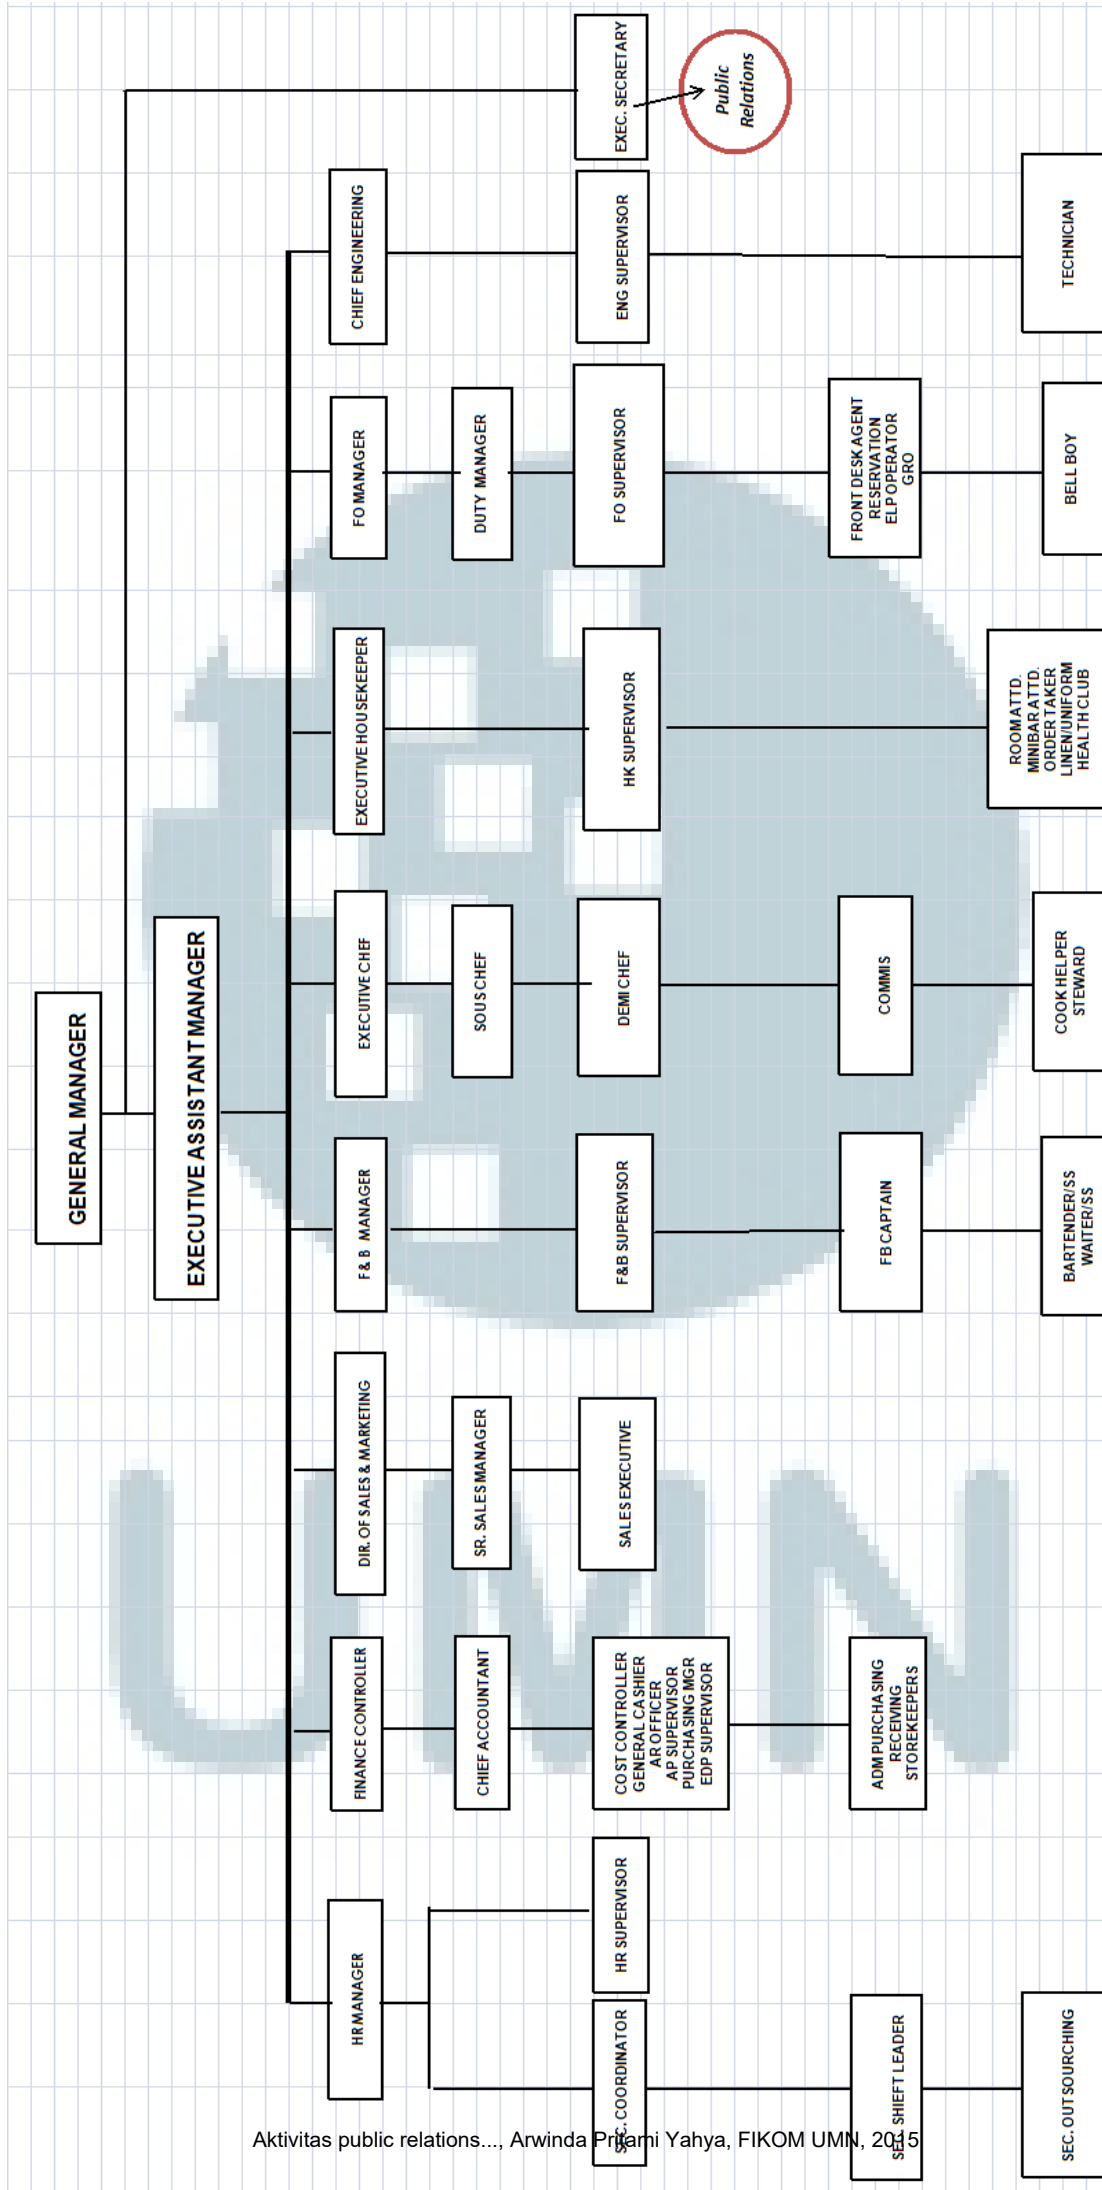 GENERAL MANAGER
EXECUTIVE ASSISTANT MANAGER
HR MANAGER
FINANCE CONTROLLER
DIR. OF SALES & MARKETING
F& B MANAGER
EXECUTIVE CHEF
EXECUTIVE HOUSEKEEPER
FO MANAGER
CHIEF ENGINEERING
CHIEF ACCOUNTANT
SR. SALES MANAGER
SOUS CHEF
DUTY MANAGER
SEC. COORDINATOR
HR SUPERVISOR
COST CONTROLLER
GENERAL CASHIER
AR OFFICER
AP SUPERVISOR
PURCHASING MGR
EDP SUPERVISOR
SALES EXECUTIVE
F&B SUPERVISOR
DEMI CHEF
HK SUPERVISOR
FO SUPERVISOR
ENG SUPERVISOR
EXEC. SECRETARY
Public
Relations
SEC. SHIEFT LEADER
ADM PURCHASING
RECEIVING
STOREKEEPERS
FB CAPTAIN
COMMIS
FRONT DESK AGENT
RESERVATION
ELP OPERATOR
GRO
SEC. OUTSOURCHING
BARTENDER/SS
WAITER/SS
COOK HELPER
STEWARD
ROOM ATTD.
MINIBAR ATTD.
ORDER TAKER
LINEN/UNIFORM
HEALTH CLUB
BELL BOY
TECHNICIAN
UMN
Aktivitas public relations..., Arwinda Pritami Yahya, FIKOM UMN, 2015